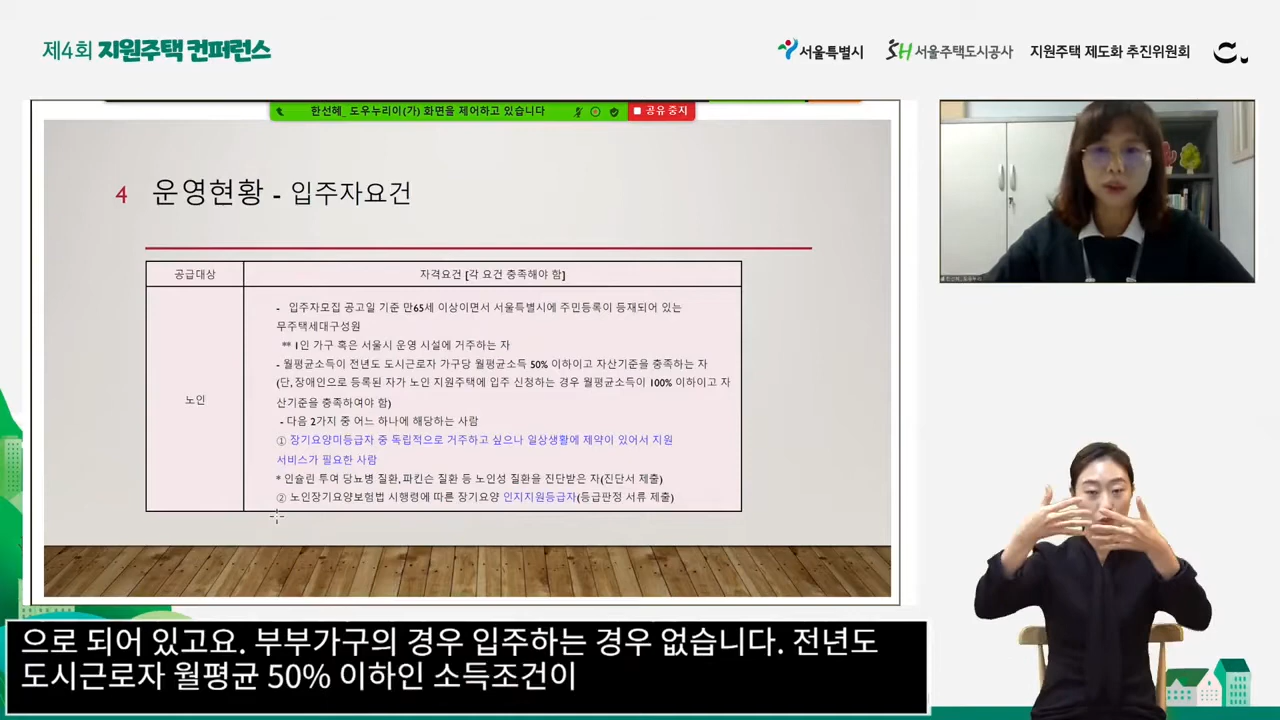 제4회 지원주택 컨퍼런스
서울특별시
SH 서울주택도시공사
지원주택 제도화 추진위원회
한선혜_ 도우누리이(가) 화면을 제어하고 있습니다
공유 중지
4 운영현황 - 입주자요건
공급대상
자격요건 [각 요건 충족해야 함]
노인
- 입주자모집 공고일 기준 만65세 이상이면서 서울특별시에 주민등록이 등재되어 있는
무주택세대구성원
** 1인 가구 혹은 서울시 운영 시설에 거주하는 자
- 월평균소득이 전년도 도시근로자 가구당 월평균소득 50% 이하이고 자산기준을 충족하는 자
(단, 장애인으로 등록된 자가 노인 지원주택에 입주 신청하는 경우 월평균소득이 100% 이하이고 자
산기준을 충족하여야 함)
- 다음 2가지 중 어느 하나에 해당하는 사람
① 장기요양미등급자 중 독립적으로 거주하고 싶으나 일상생활에 제약이 있어서 지원
서비스가 필요한 사람
* 인슐린 투여 당뇨병 질환, 파킨슨 질환 등 노인성 질환을 진단받은 자(진단서 제출)
② 노인장기요양보험법 시행령에 따른 장기요양 인지지원등급자(등급판정 서류 제출)
으로 되어 있고요. 부부가구의 경우 입주하는 경우 없습니다. 전년도
도시근로자 월평균 50% 이하인 소득조건이